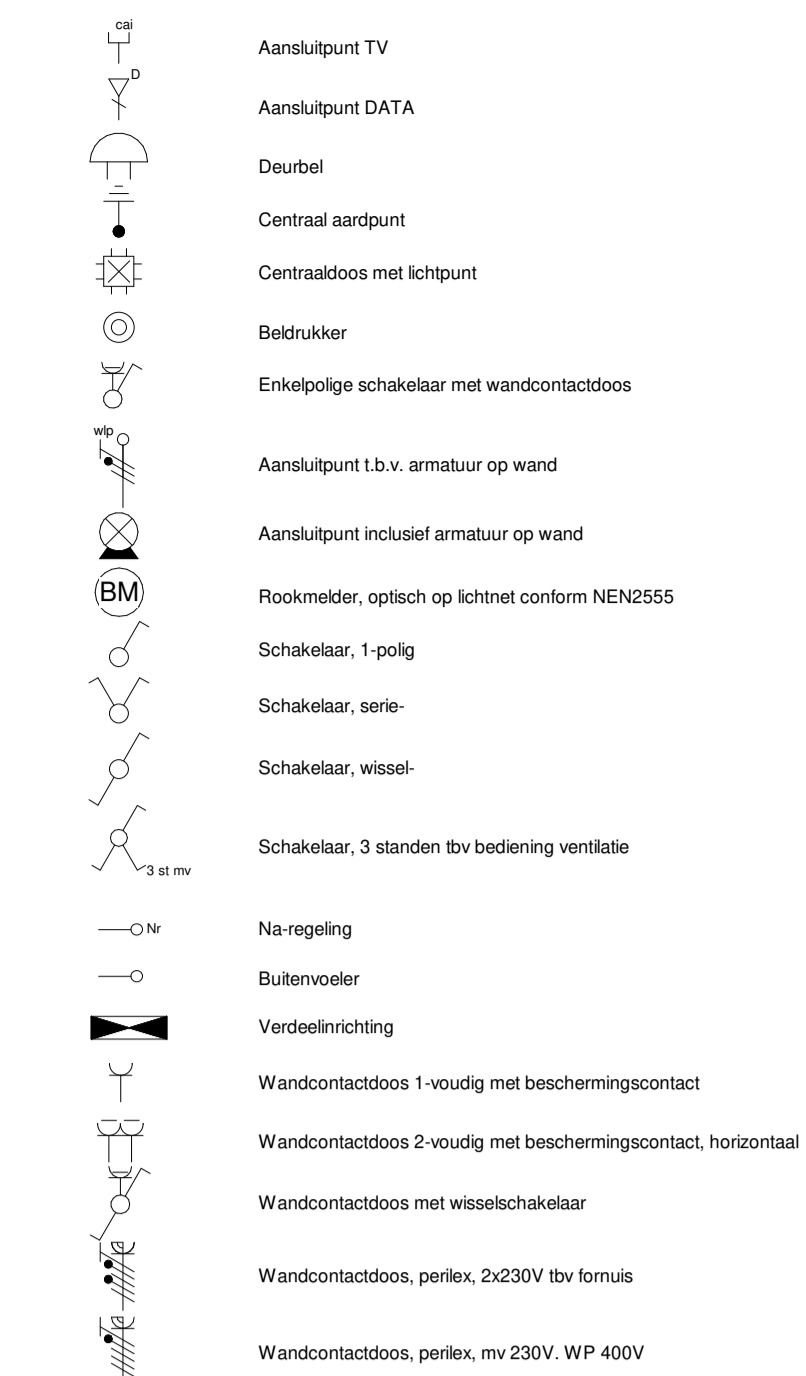 cai
Aansluitpunt TV
D
Aansluitpunt DATA
Deurbel
Centraal aardpunt
Centraaldoos met lichtpunt
Beldrukker
Enkelpolige schakelaar met wandcontactdoos
wlp
Aansluitpunt t.b.v. armatuur op wand
Aansluitpunt inclusief armatuur op wand
BM
Rookmelder, optisch op lichtnet conform NEN2555
Schakelaar, 1-polig
Schakelaar, serie-
Schakelaar, wissel-
Schakelaar, 3 standen tbv bediening ventilatie
3 st mv
Nr
Na-regeling
Buitenvoeler
Verdeelinrichting
Wandcontactdoos 1-voudig met beschermingscontact
Wandcontactdoos 2-voudig met beschermingscontact, horizontaal
Wandcontactdoos met wisselschakelaar
Wandcontactdoos, perilex, 2x230V tbv fornuis
Wandcontactdoos, perilex, mv 230V. WP 400V